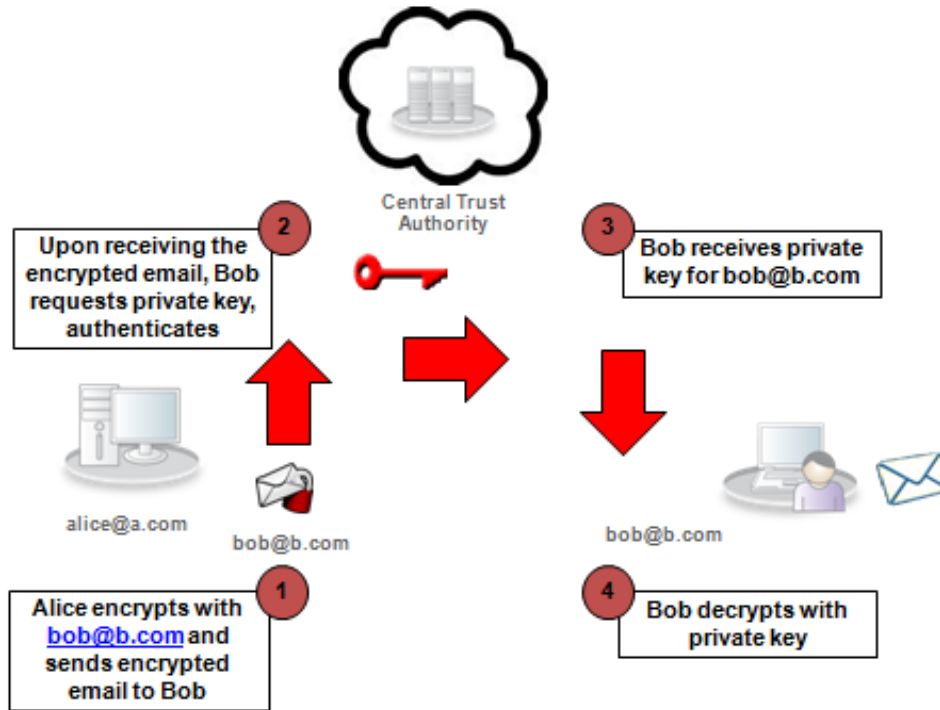 Central Trust
Authority
2
Upon receiving the
encrypted email, Bob
requests private key,
authenticates
3
Bob receives private
key for bob@b.com
alice@a.com
bob@b.com
bob@b.com
1
Alice encrypts with
bob@b.com and
sends encrypted
email to Bob
4
Bob decrypts with
private key